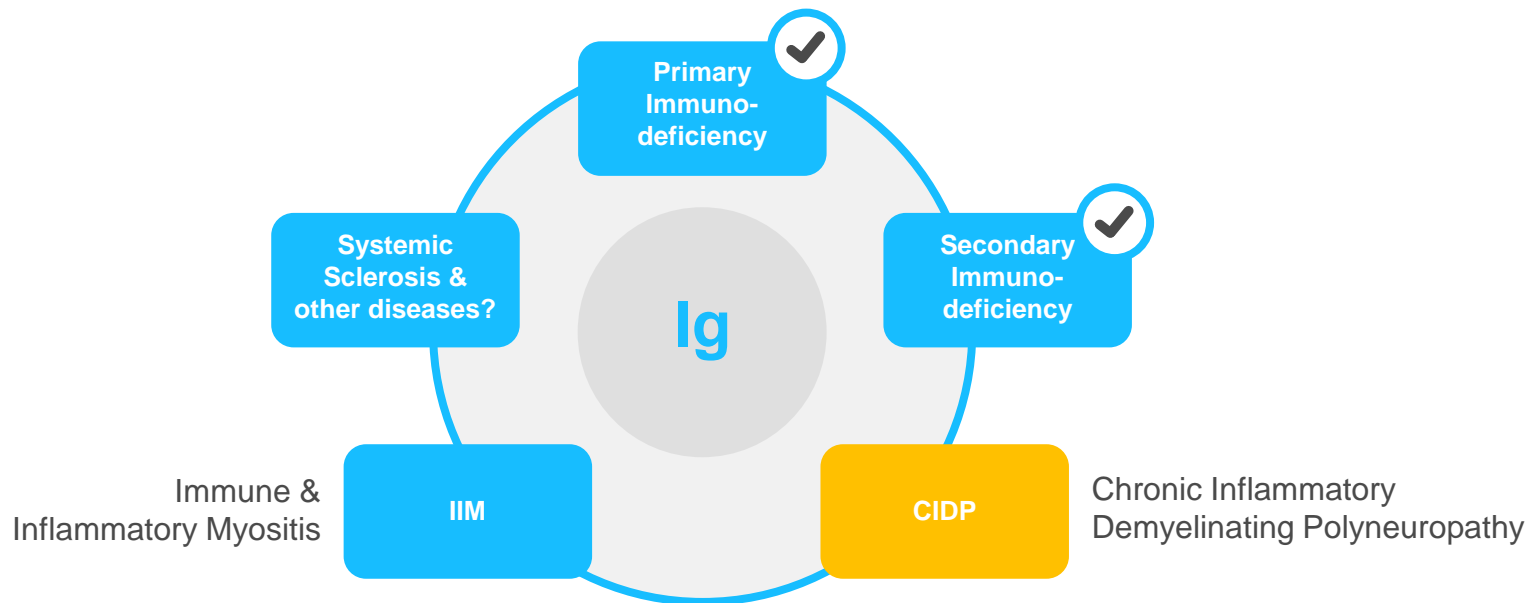 Primary
Immuno-
deficiency
Systemic
Sclerosis &
other diseases?
Secondary
Immuno-
deficiency
Ig
Immune &
Inflammatory Myositis
IIM
CIDP
Chronic Inflammatory
Demyelinating Polyneuropathy